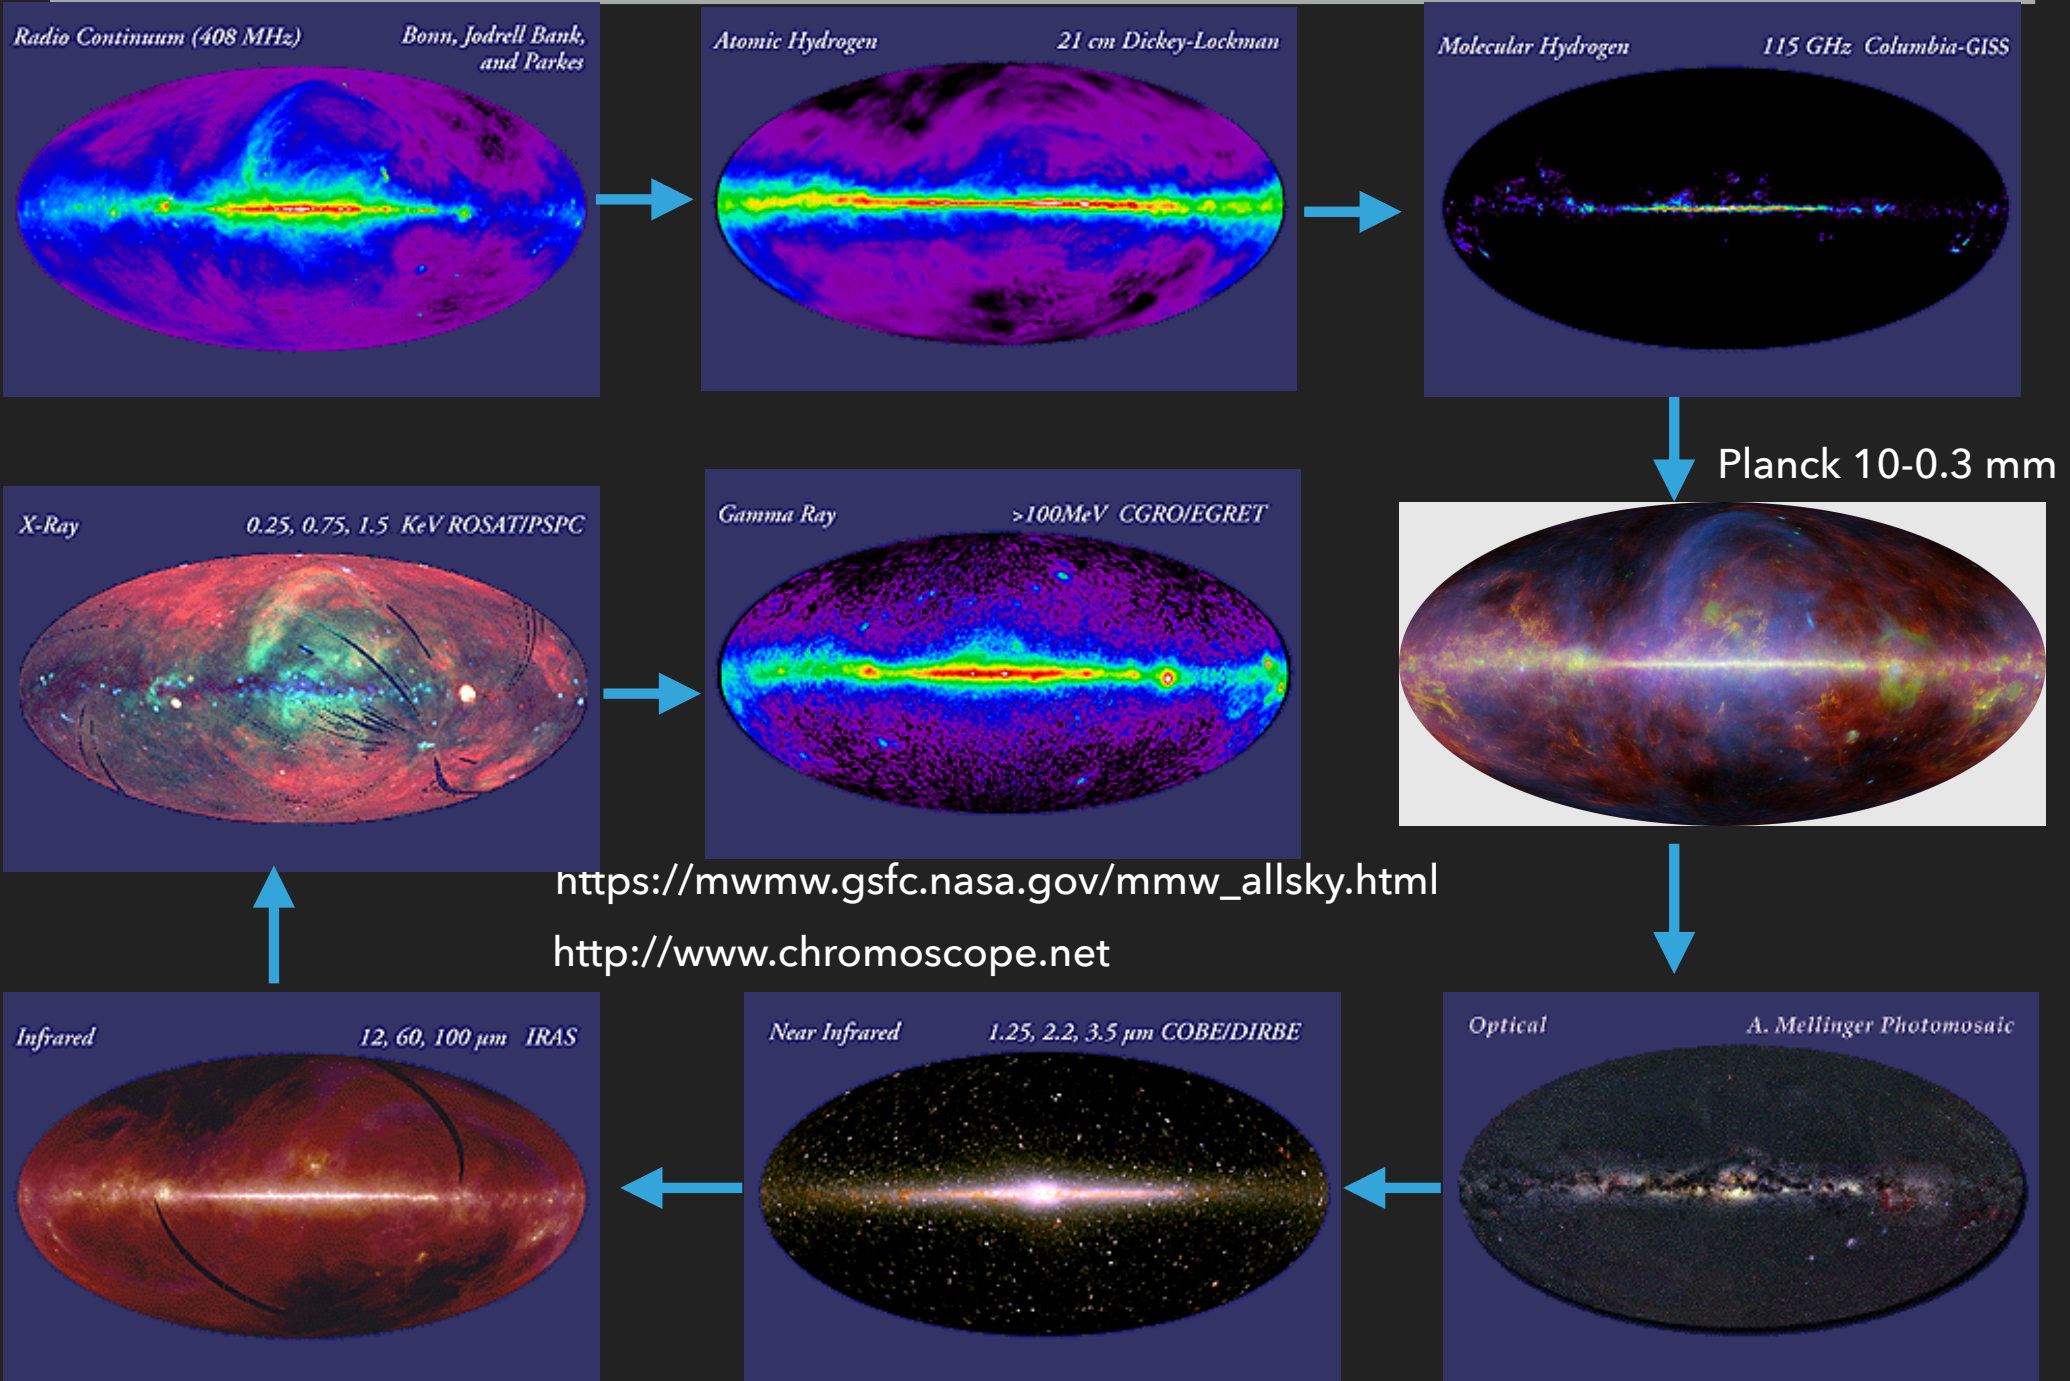 Radio Continuum (408 MHz)
Bonn, Jodrell Bank,
and Parkes
Atomic Hydrogen
21 cm Dickey-Lockman
Molecular Hydrogen
115 GHz Columbia-GISS
Planck 10-0.3 mm
X-Ray
0.25, 0.75, 1.5 KeV ROSAT/PSPC
Gamma Ray
>100MeV CGRO/EGRET
https://mwmw.gsfc.nasa.gov/mmw_allsky.html
http://www.chromoscope.net
Infrared
12, 60, 100 µm IRAS
Near Infrared
1.25, 2.2, 3.5 µm COBE/DIRBE
Optical
A. Mellinger Photomosaic